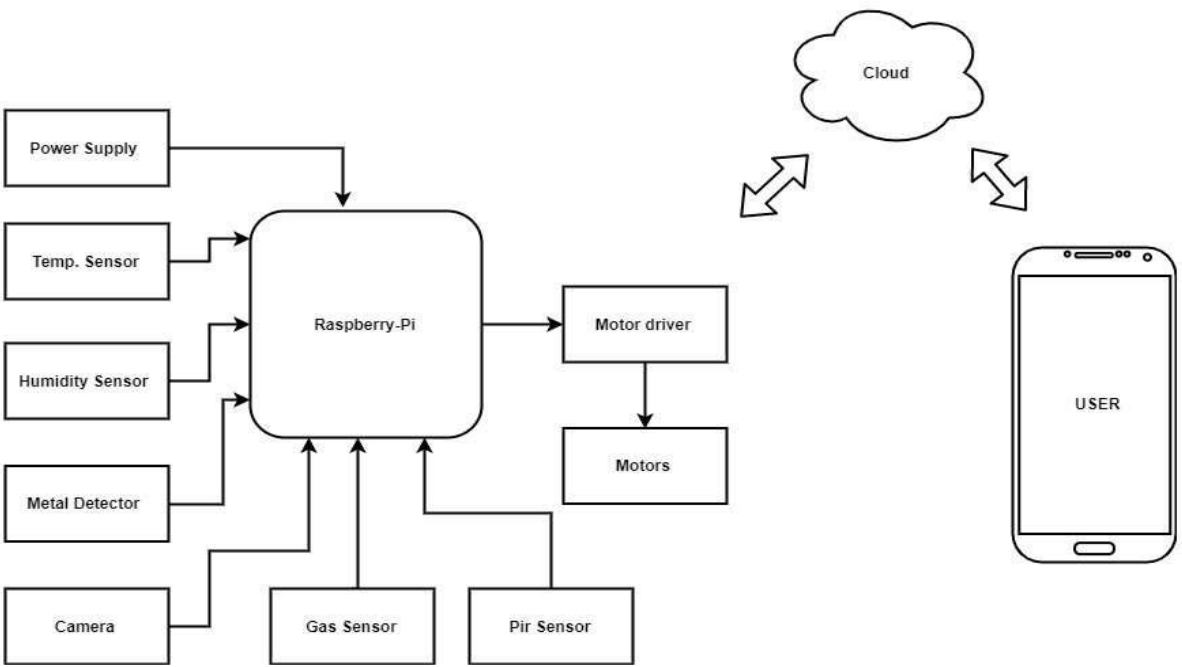 Cloud
Power Supply
Temp. Sensor
Raspberry-Pi
Motor driver
Humidity Sensor
USER
Motors
Metal Detector
Camera
Gas Sensor
Pir Sensor